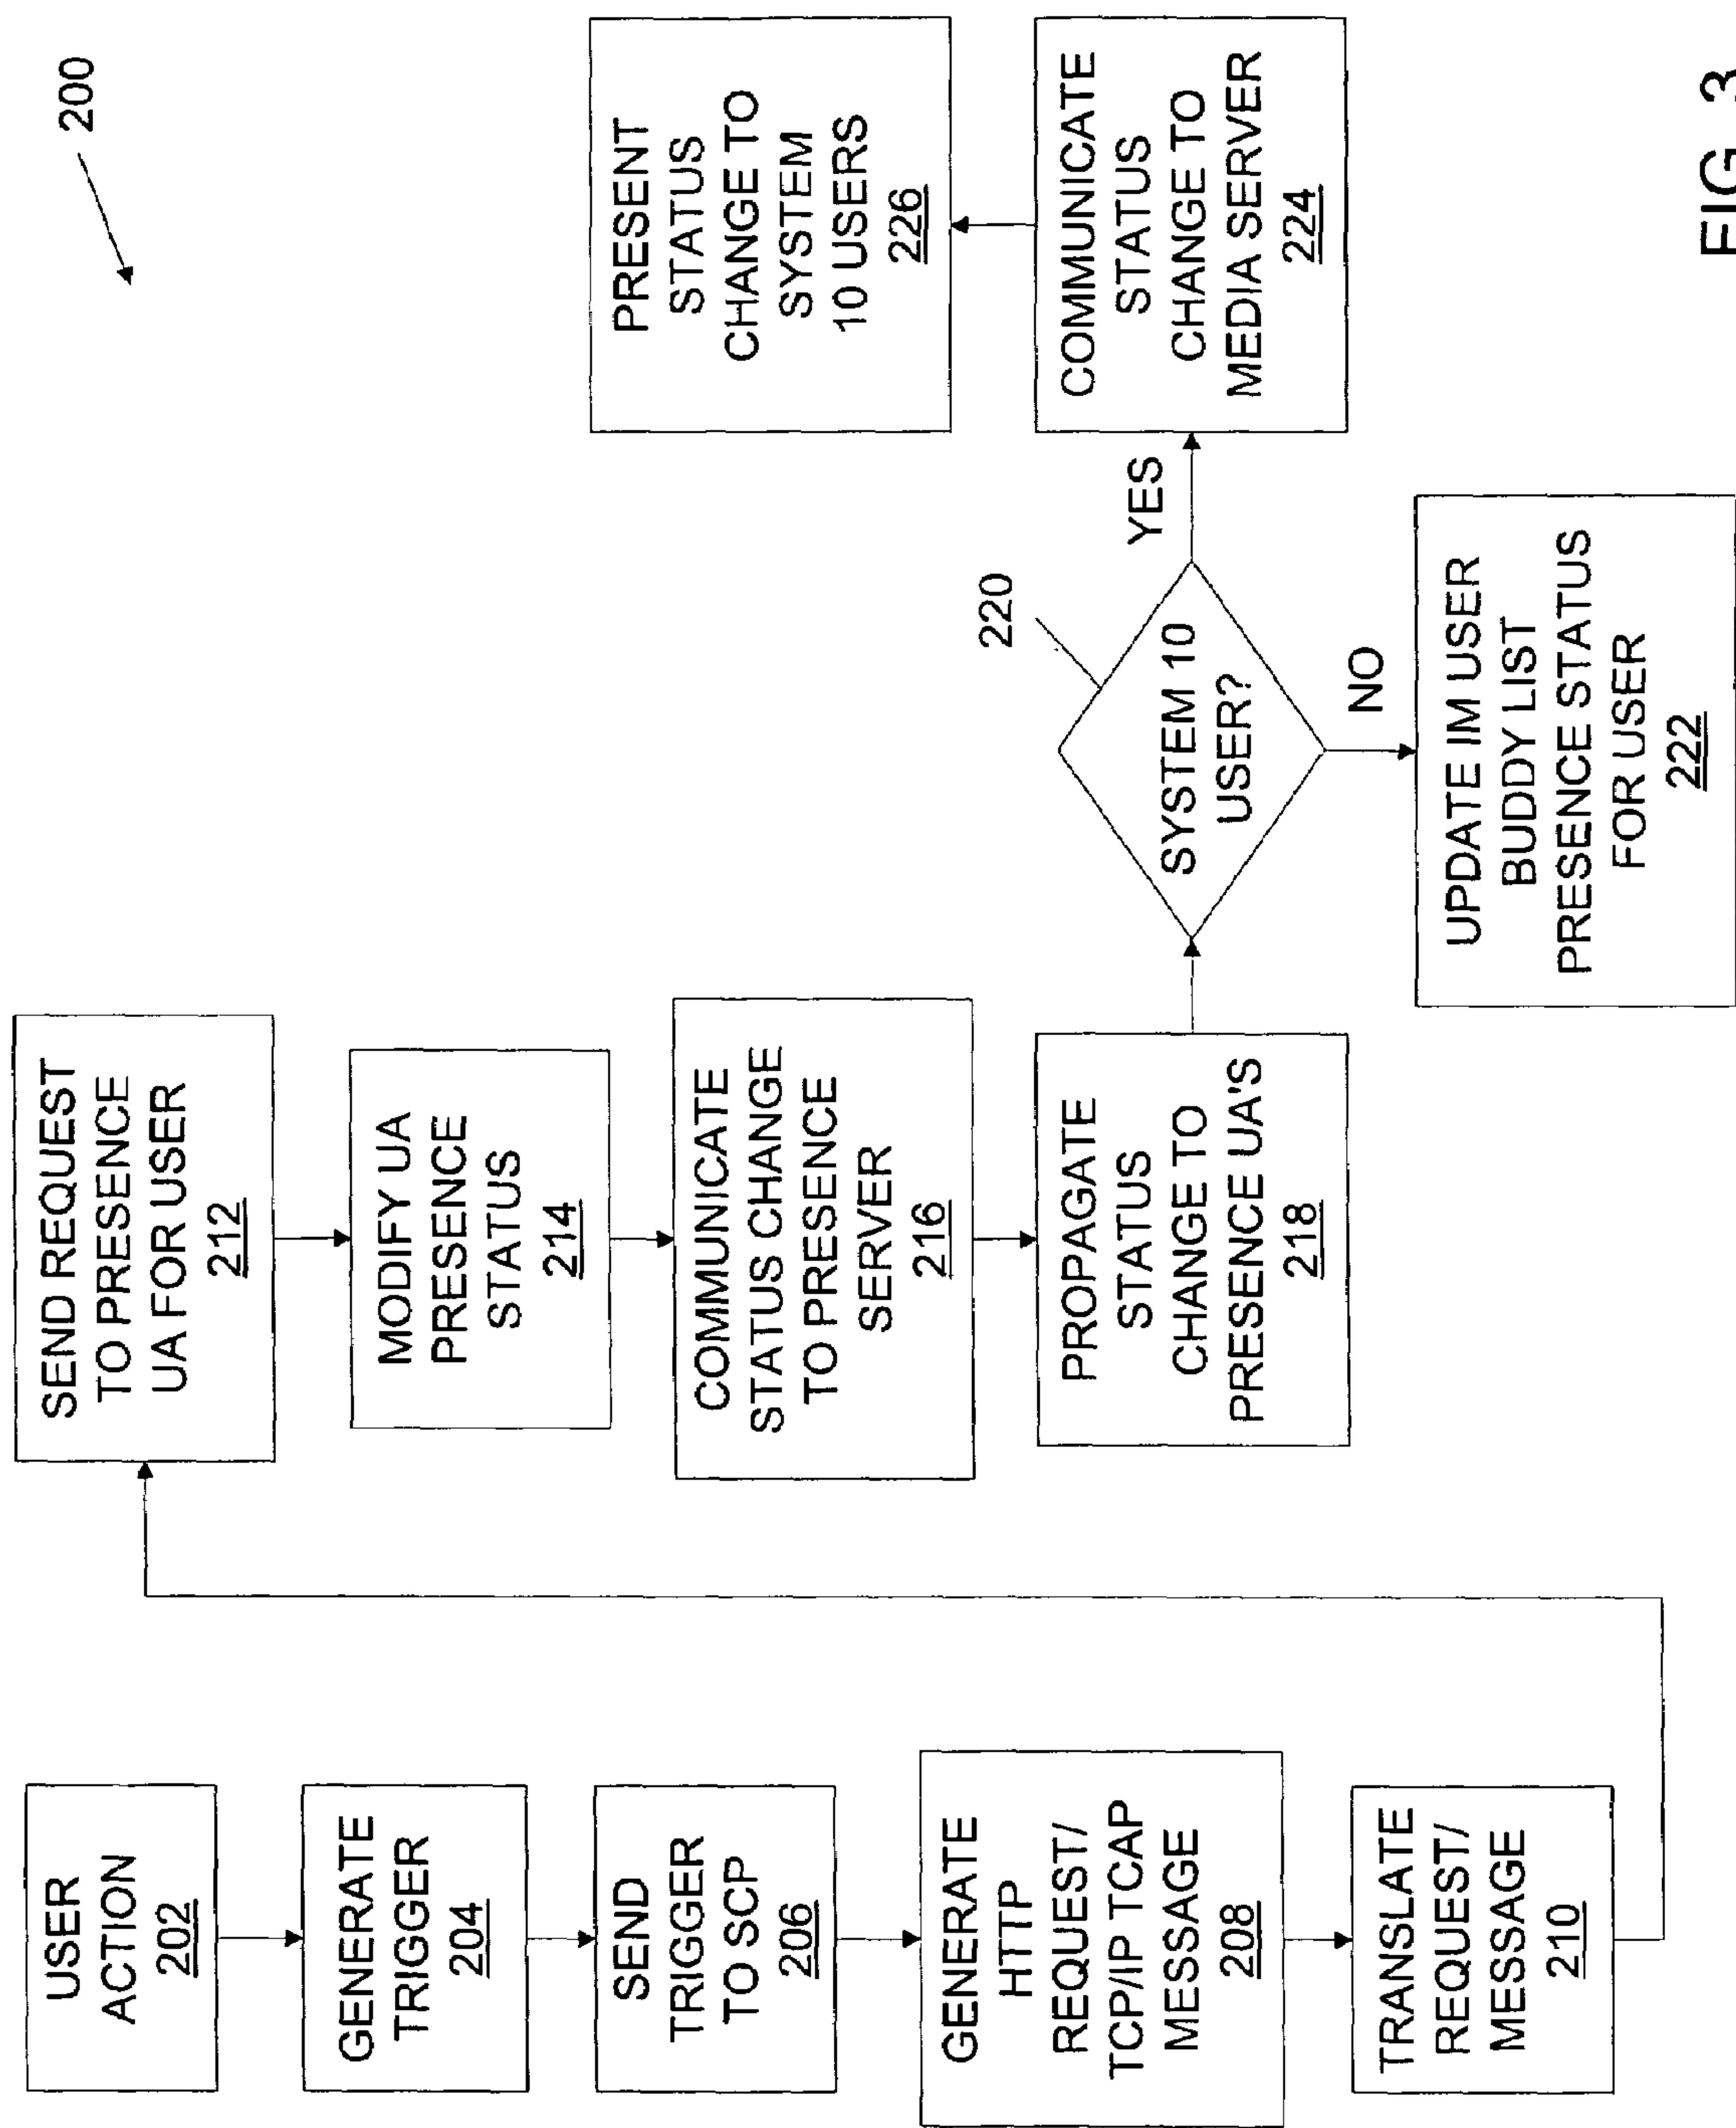 200
USER
ACTION
202
GENERATE
TRIGGER
204
SEND
TRIGGER
TO SCP
206
GENERATE
HTTP
REQUEST/
TCP/IP TCAP
MESSAGE
208
TRANSLATE
REQUEST/
MESSAGE
210
SEND REQUEST
TO PRESENCE
UA FOR USER
212
MODIFY UA
PRESENCE
STATUS
214
COMMUNICATE
STATUS CHANGE
TO PRESENCE
SERVER
216
PROPAGATE
STATUS
CHANGE TO
PRESENCE UA'S
218
220
SYSTEM 10
USER?
NO
UPDATE IM USER
BUDDY LIST
PRESENCE STATUS
FOR USER
222
YES
COMMUNICATE
STATUS
CHANGE TO
MEDIA SERVER
224
PRESENT
STATUS
CHANGE TO
SYSTEM
10 USERS
226
FIG. 3